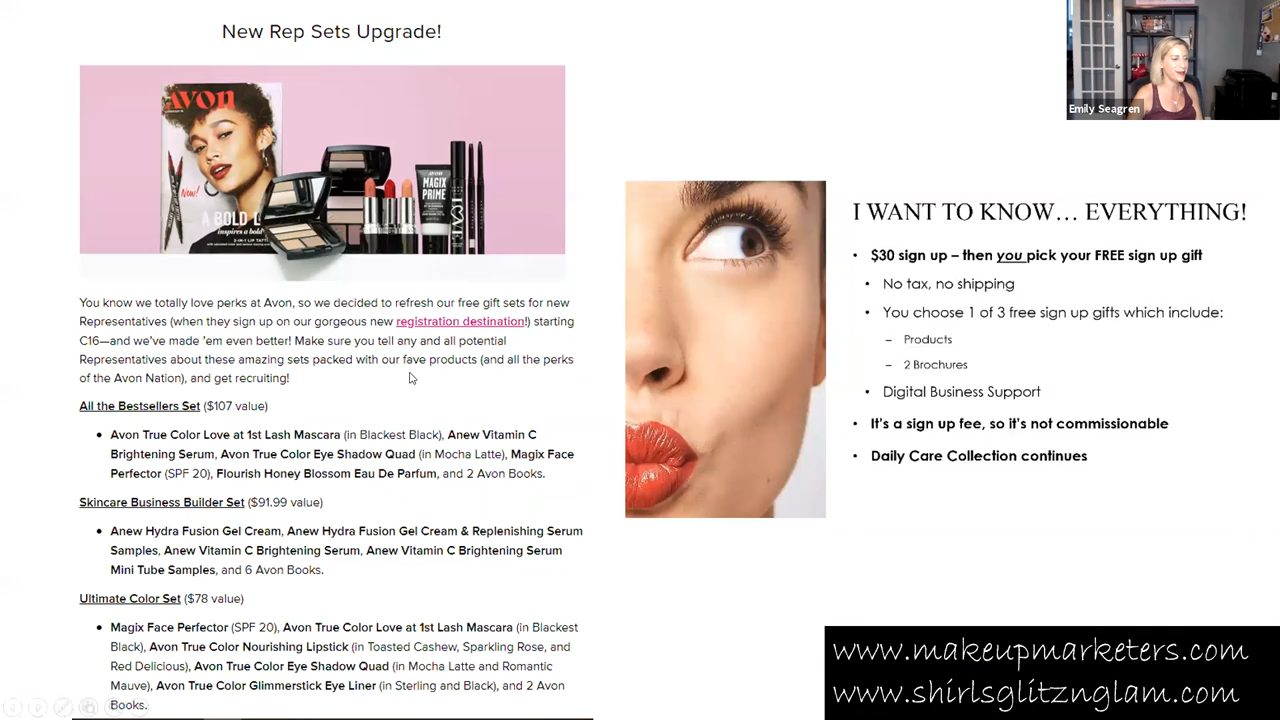 New Rep Sets Upgrade!
AVON
Now!
A BOLD L
inspires a bold
2-IN-1 LIP TATT
AVON
MAGIX
PRIME
LOVE
You know we totally love perks at Avon, so we decided to refresh our free gift sets for new
Representatives (when they sign up on our gorgeous new registration destination!) starting
C16—and we've made 'em even better! Make sure you tell any and all potential
Representatives about these amazing sets packed with our fave products (and all the perks
of the Avon Nation), and get recruiting!
All the Bestsellers Set ($107 value)
• Avon True Color Love at 1st Lash Mascara (in Blackest Black), Anew Vitamin C
Brightening Serum, Avon True Color Eye Shadow Quad (in Mocha Latte), Magix Face
Perfector (SPF 20), Flourish Honey Blossom Eau De Parfum, and 2 Avon Books.
Skincare Business Builder Set ($91.99 value)
• Anew Hydra Fusion Gel Cream, Anew Hydra Fusion Gel Cream & Replenishing Serum
Samples, Anew Vitamin C Brightening Serum, Anew Vitamin C Brightening Serum
Mini Tube Samples, and 6 Avon Books.
Ultimate Color Set ($78 value)
• Magix Face Perfector (SPF 20), Avon True Color Love at 1st Lash Mascara (in Blackest
Black), Avon True Color Nourishing Lipstick (in Toasted Cashew, Sparkling Rose, and
Red Delicious), Avon True Color Eye Shadow Quad (in Mocha Latte and Romantic
Mauve), Avon True Color Glimmerstick Eye Liner (in Sterling and Black), and 2 Avon
Books.
Emily Seagren
I WANT TO KNOW… EVERYTHING!
• $30 sign up – then you pick your FREE sign up gift
• No tax, no shipping
• You choose 1 of 3 free sign up gifts which include:
– Products
– 2 Brochures
• Digital Business Support
• It's a sign up fee, so it's not commissionable
• Daily Care Collection continues
www.makeupmarketers.com
www.shirlsglitznglam.com